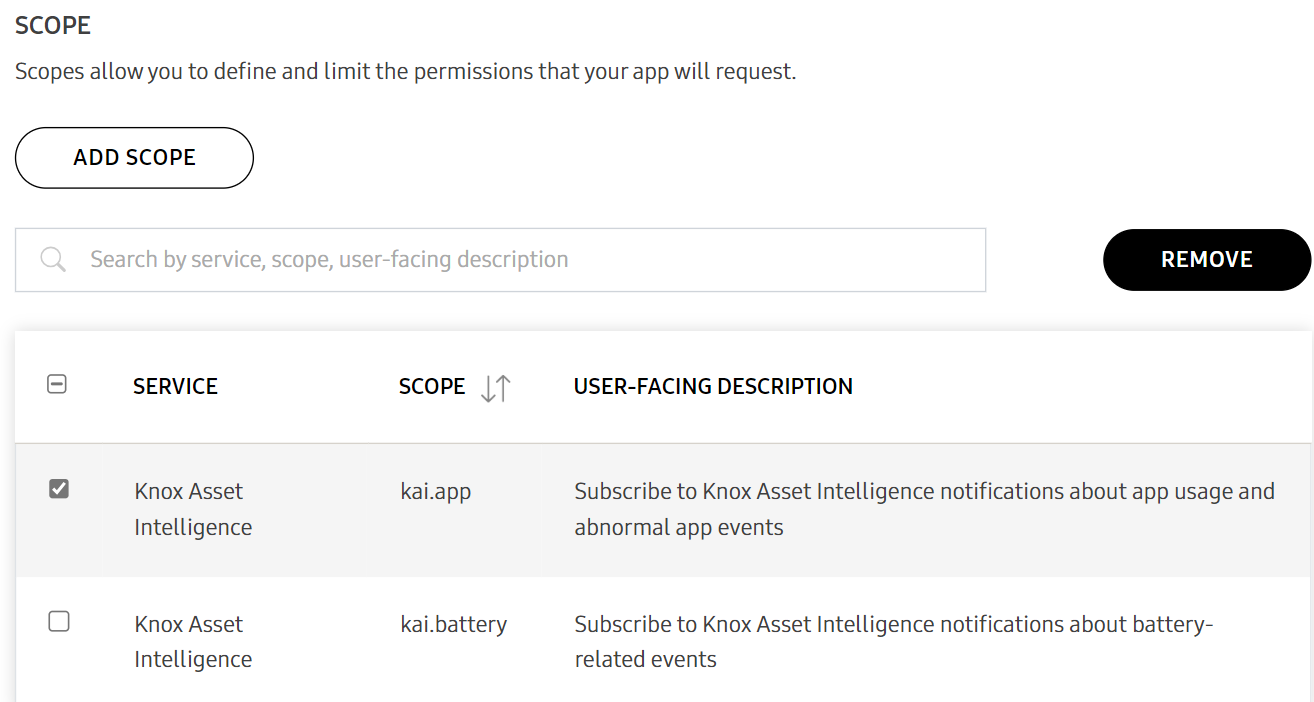 SCOPE
Scopes allow you to define and limit the permissions that your app will request.
ADD SCOPE
Search by service, scope, user-facing description
REMOVE
SERVICE SCOPE USER-FACING DESCRIPTION
Knox Asset Intelligence
kai.app
Subscribe to Knox Asset Intelligence notifications about app usage and
abnormal app events
Knox Asset Intelligence
kai.battery
Subscribe to Knox Asset Intelligence notifications about battery-
related events